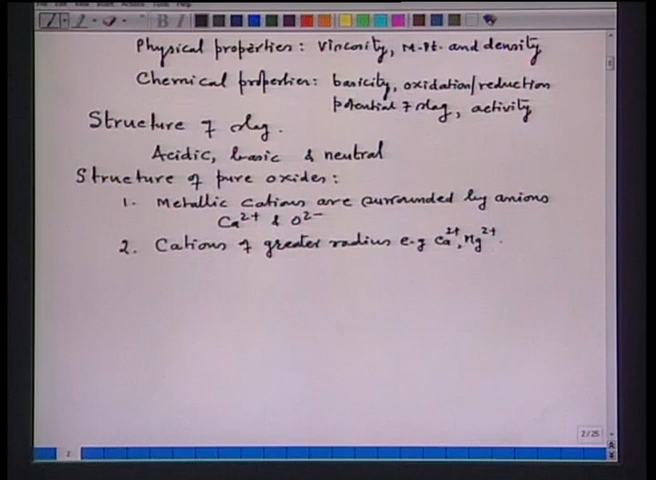 Physical properties: Viscosity, M.Pt. and density
Chemical properties: basicity, oxidation/reduction
potential of slag, activity
Structure of slag.
Acidic, basic & neutral
Structure of pure oxides:
1. Metallic cations are surrounded by anions
Ca²⁺ & O²⁻
2. Cations of greater radius e.g Ca²⁺, Mg²⁺.
2/25
2